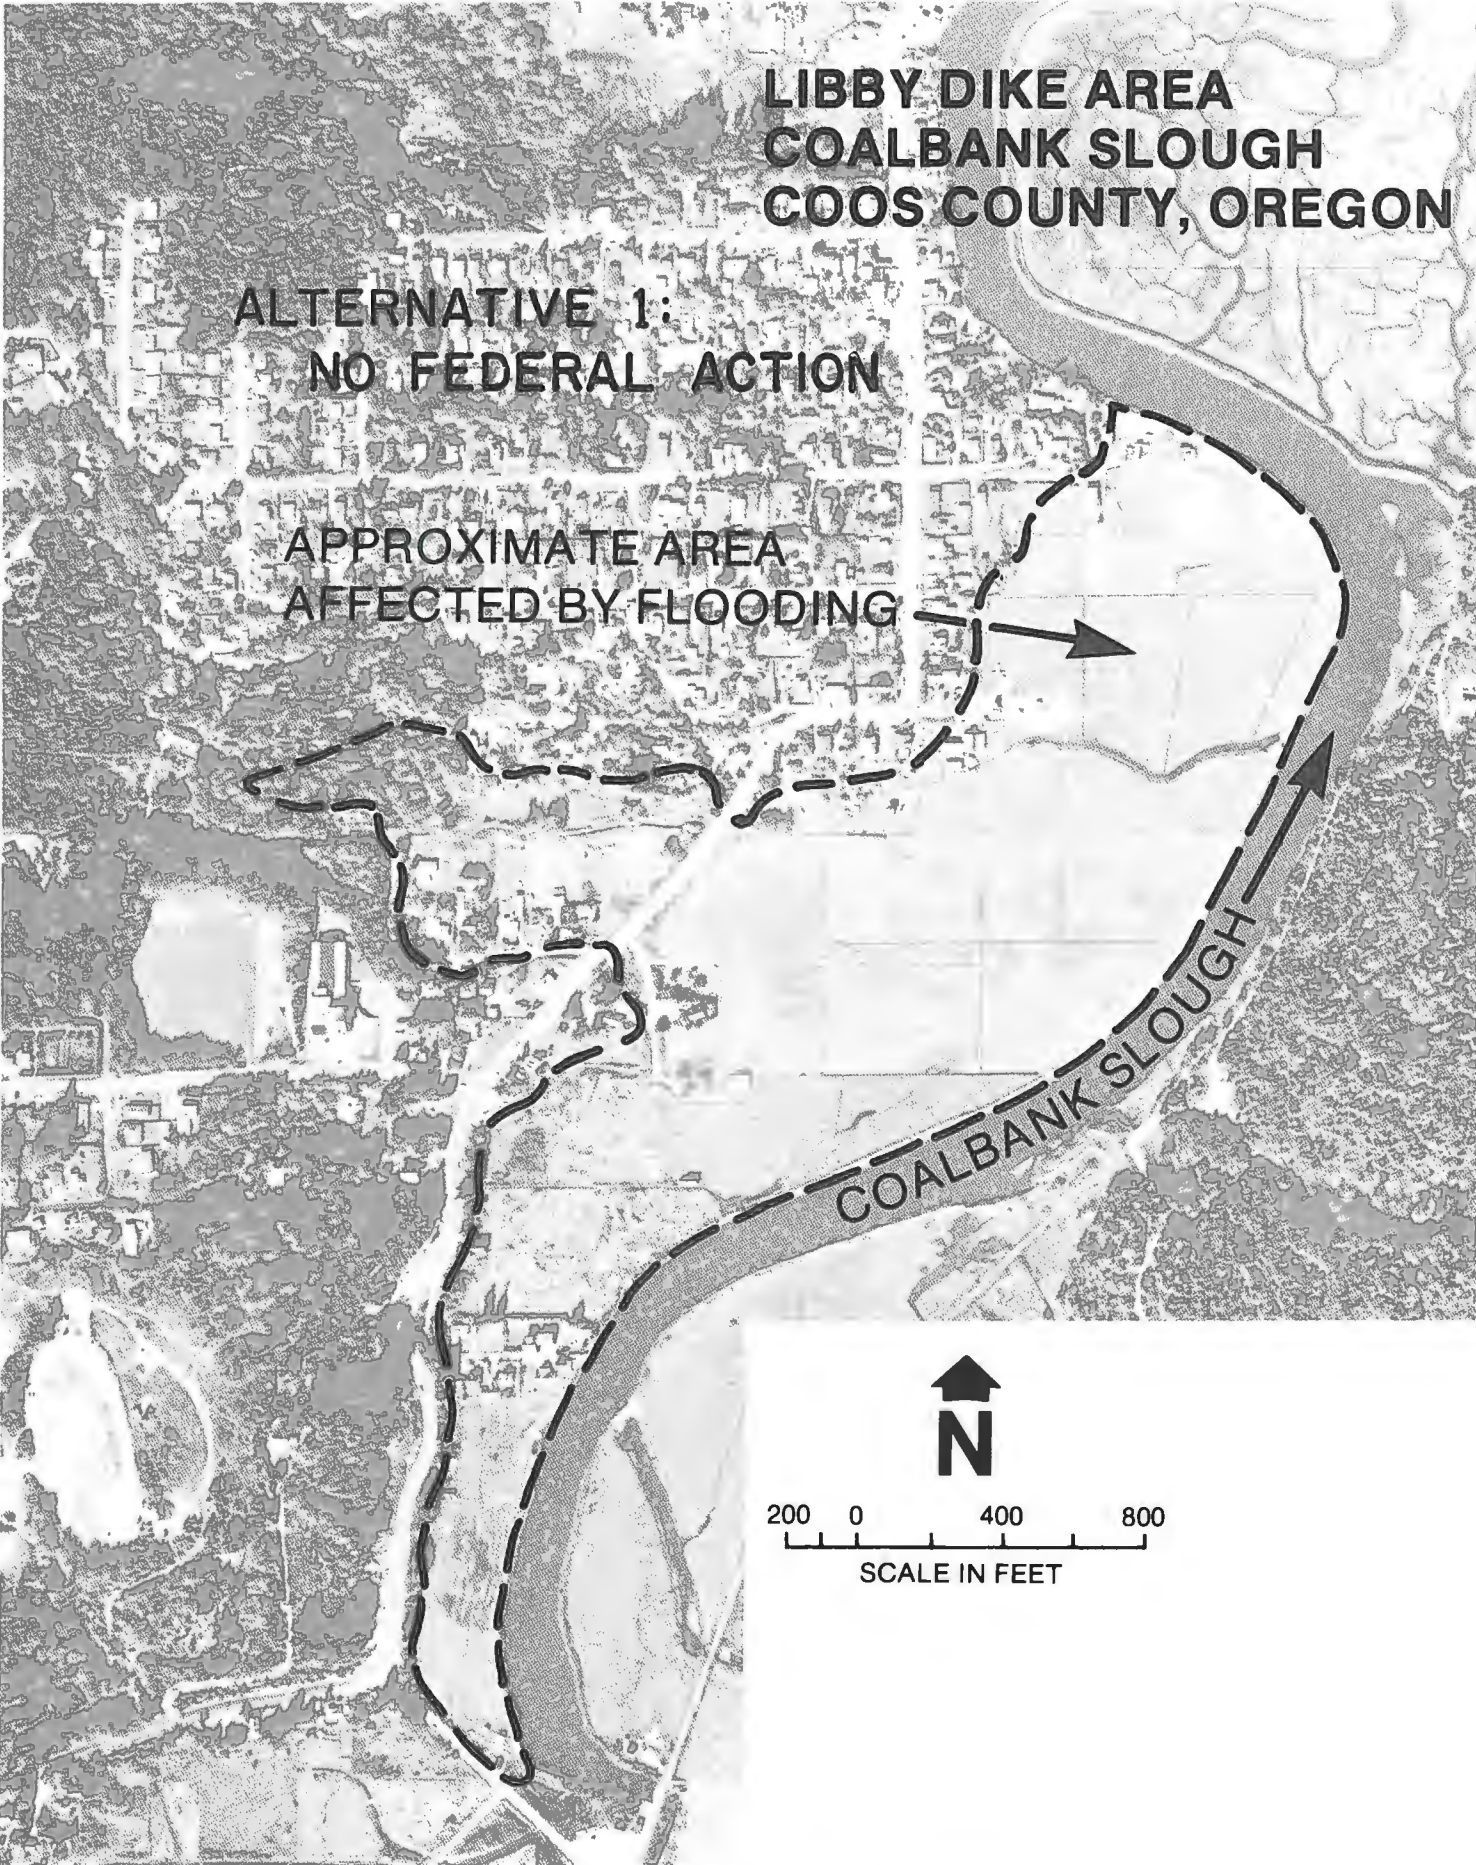 LIBBY DIKE AREA
COALBANK SLOUGH
COOS COUNTY, OREGON
ALTERNATIVE 1:
NO FEDERAL ACTION
APPROXIMATE AREA
AFFECTED BY FLOODING
COALBANK SLOUGH
N
200 0 400 800
SCALE IN FEET